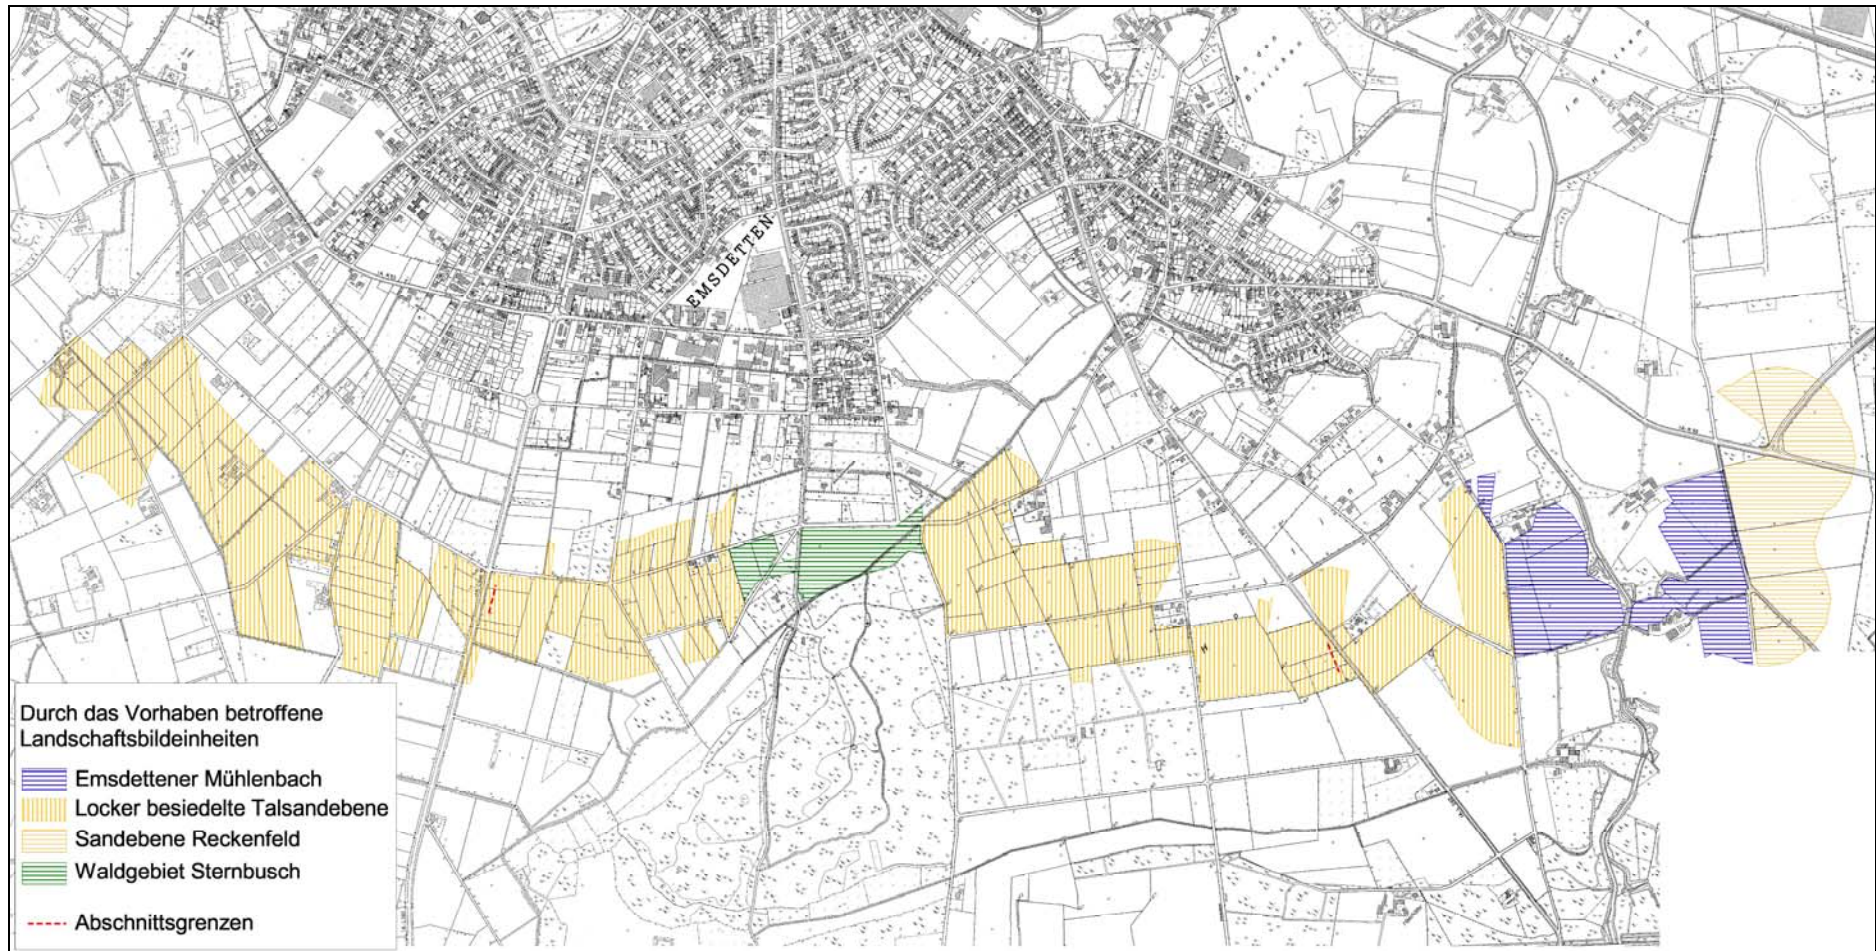 EMSDETTEN
Durch das Vorhaben betroffene
Landschaftsbildeinheiten
Emsdettener Mühlenbach
Locker besiedelte Talsandebene
Sandebene Reckenfeld
Waldgebiet Sternbusch
Abschnittsgrenzen